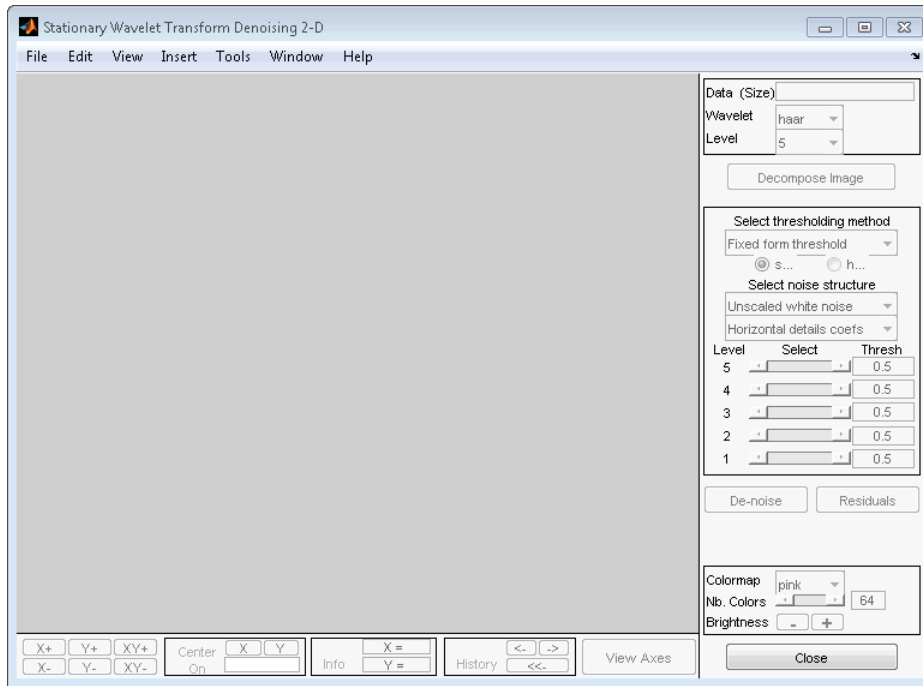 Stationary Wavelet Transform Denoising 2-D
File Edit View Insert Tools Window Help
Data (Size)
Wavelet haar
Level 5
Decompose Image
Select thresholding method
Fixed form threshold
s... h...
Select noise structure
Unscaled white noise
Horizontal details coefs
Level Select Thresh
5 0.5
4 0.5
3 0.5
2 0.5
1 0.5
De-noise Residuals
Colormap pink
Nb. Colors 64
Brightness - +
X+ Y+ XY+ Center X Y X = <- -> View Axes Close
X- Y- XY- On Info Y = History <<-